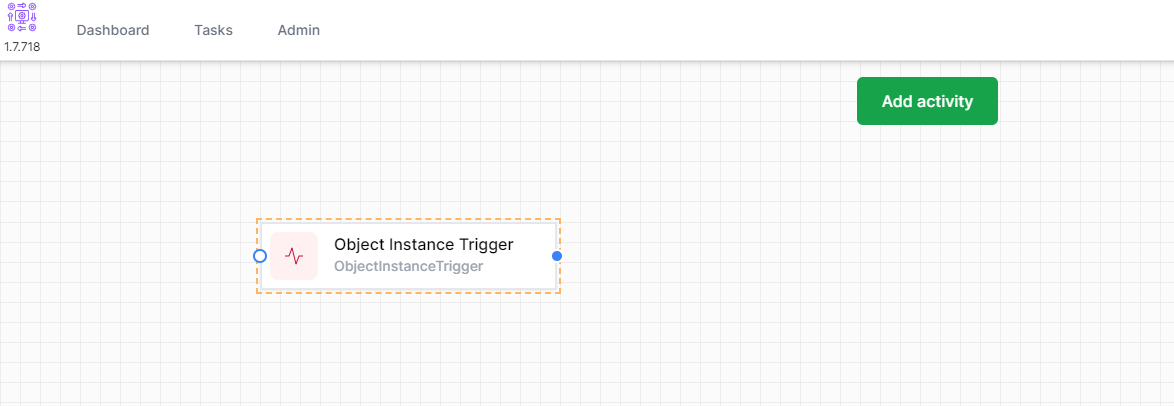 Dashboard Tasks Admin
1.7.718
Add activity
Object Instance Trigger
ObjectInstanceTrigger